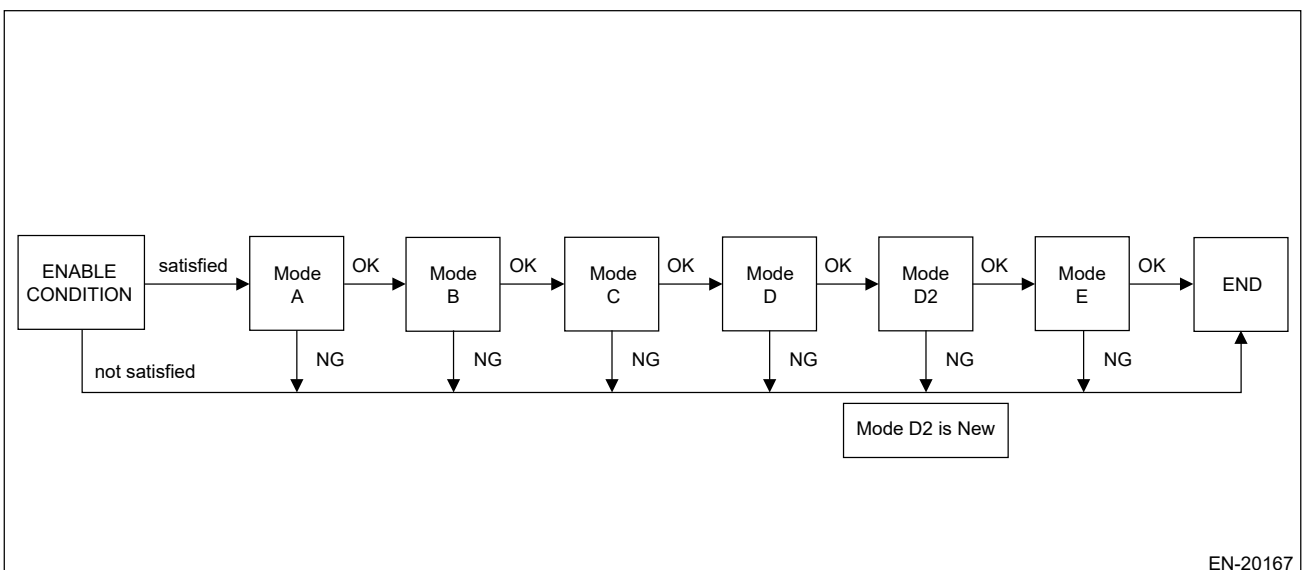 ENABLE
CONDITION
satisfied
Mode
A
OK
Mode
B
OK
Mode
C
OK
Mode
D
OK
Mode
D2
OK
Mode
E
OK
END
not satisfied
NG
NG
NG
NG
NG
NG
Mode D2 is New
EN-20167